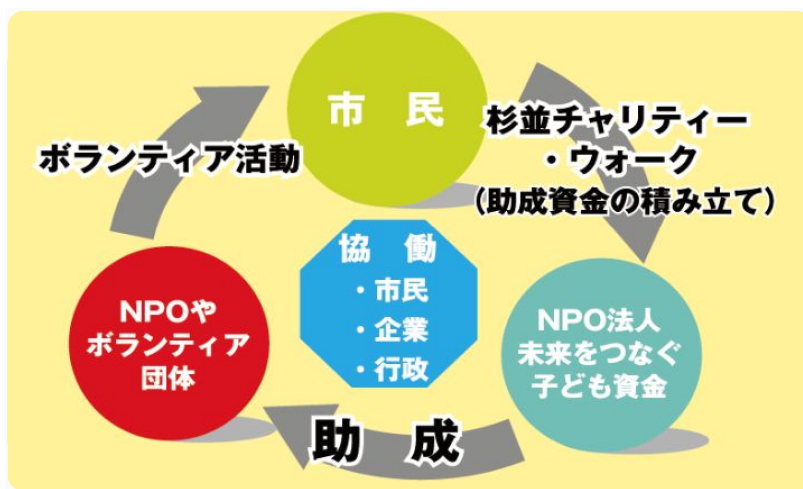 市　民
杉並チャリティー
・ウォーク
（助成資金の積み立て）
ボランティア活動
協　働
・市民
・企業
・行政
NPOや
ボランティア
団体
NPO法人
未来をつなぐ
子ども資金
助　成